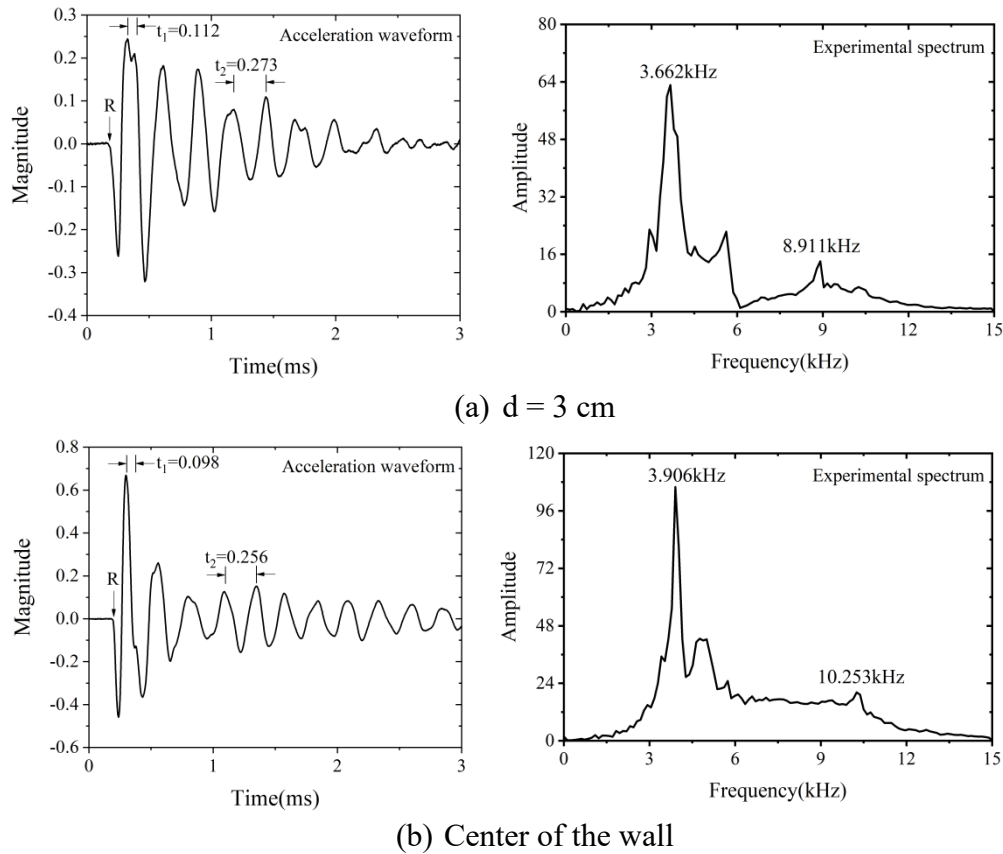 0.3
0.2
0.1
0.0
-0.1
-0.2
-0.3
-0.4
Magnitude
t1=0.112
Acceleration waveform
t2=0.273
R
0 1 2 3
Time(ms)
80
64
48
32
16
0
Amplitude
Experimental spectrum
3.662kHz
8.911kHz
0 3 6 9 12 15
Frequency(kHz)
(a) d = 3 cm
0.8
0.6
0.4
0.2
0.0
-0.2
-0.4
-0.6
Magnitude
t1=0.098
Acceleration waveform
t2=0.256
R
0 1 2 3
Time(ms)
120
96
72
48
24
0
Amplitude
3.906kHz
Experimental spectrum
10.253kHz
0 3 6 9 12 15
Frequency(kHz)
(b) Center of the wall